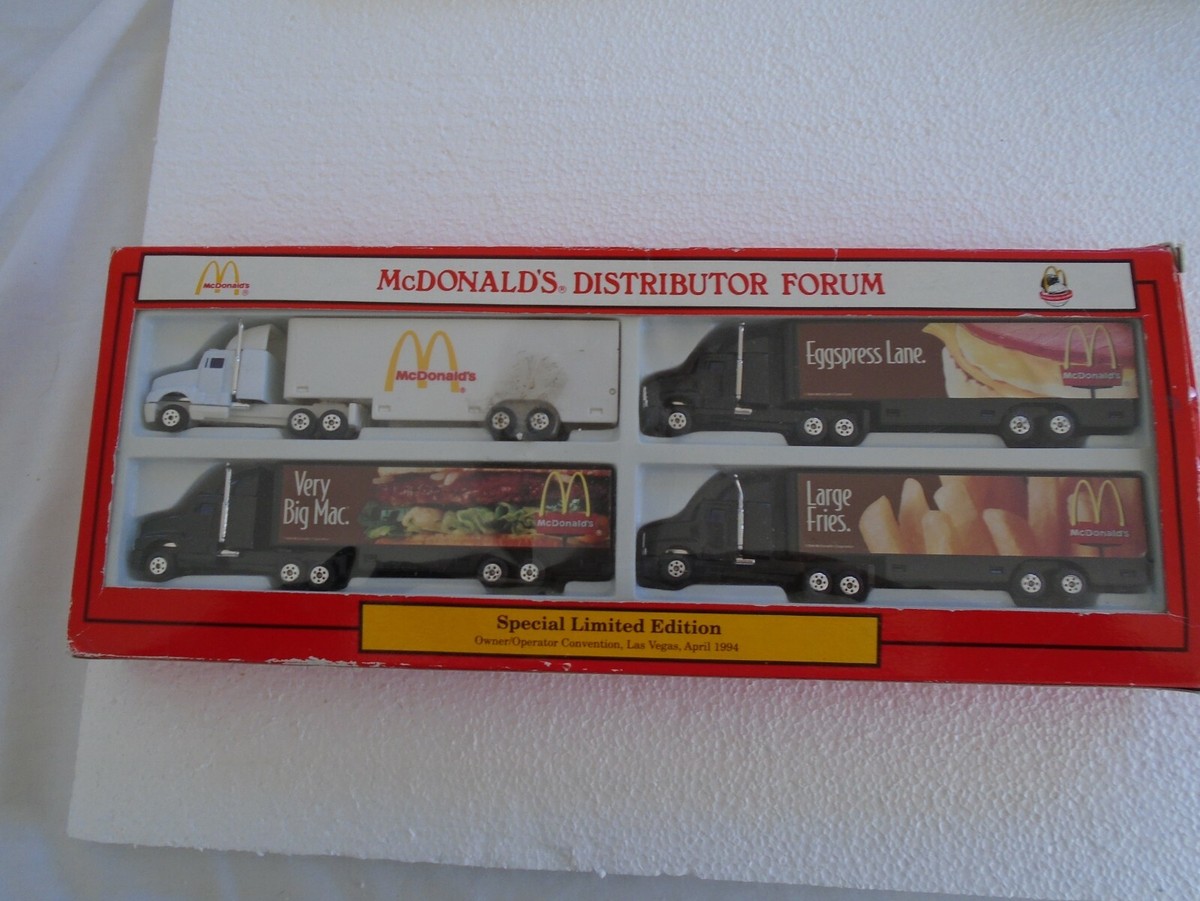 McDonald's®
McDONALD'S® DISTRIBUTOR FORUM
McDonald's®
Eggspress Lane.
McDonald's
Very
Big Mac.
McDonald's
Large
Fries.
McDonald's
Special Limited Edition
Owner/Operator Convention, Las Vegas, April 1994